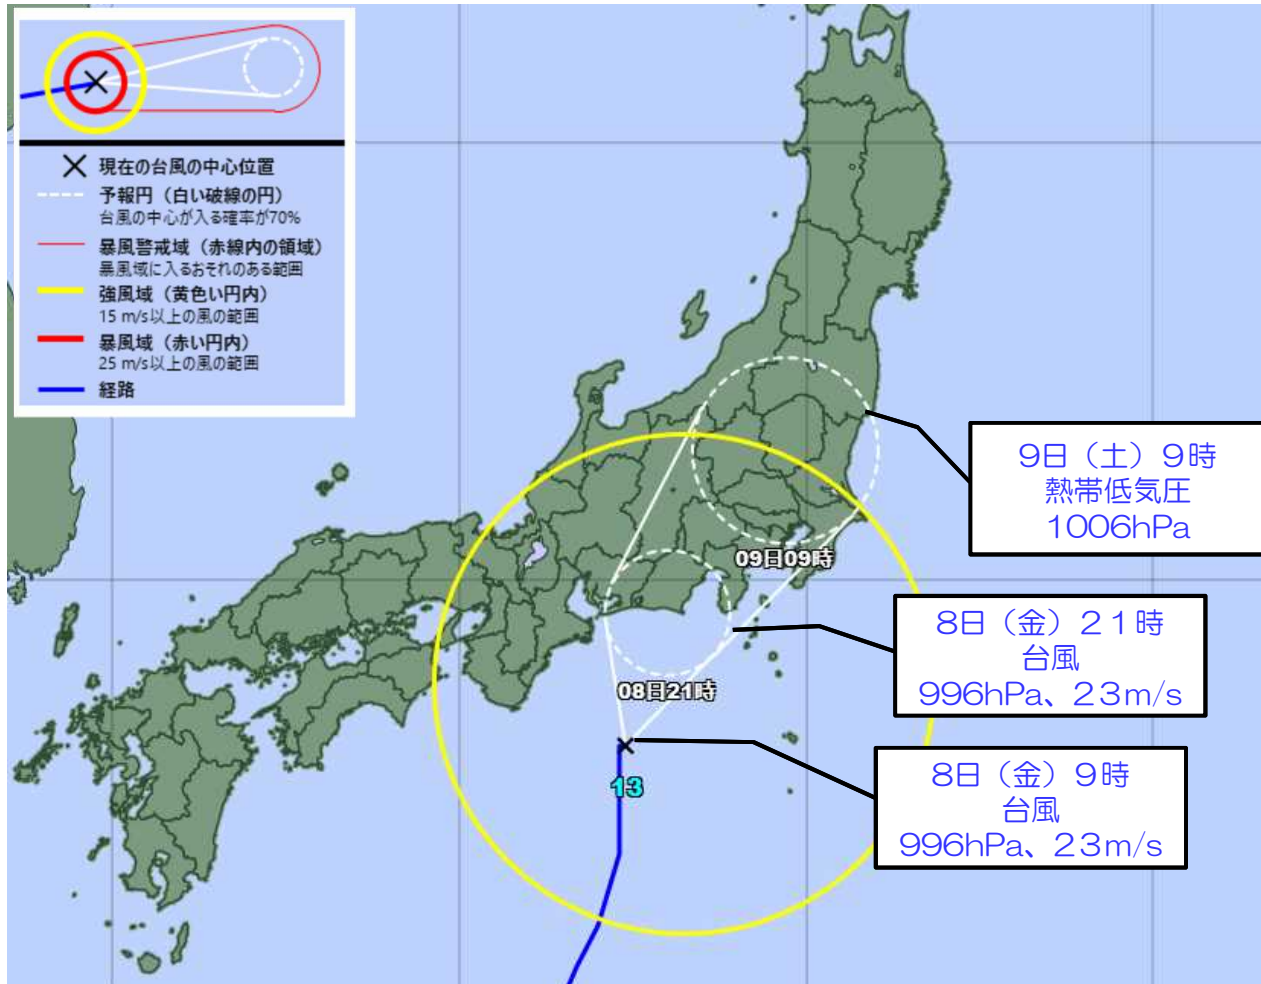 現在の台風の中心位置
予報円（白い破線の円）
台風の中心が入る確率が70%
暴風警戒域（赤線内の領域）
暴風域に入るおそれのある範囲
強風域（黄色い円内）
15 m/s以上の風の範囲
暴風域（赤い円内）
25 m/s以上の風の範囲
経路
9日（土）９時
熱帯低気圧
1006hPa
09日09時
8日（金）２１時
台風
996hPa、２３m/s
08日21時
8日（金）９時
台風
996hPa、２３m/s
13